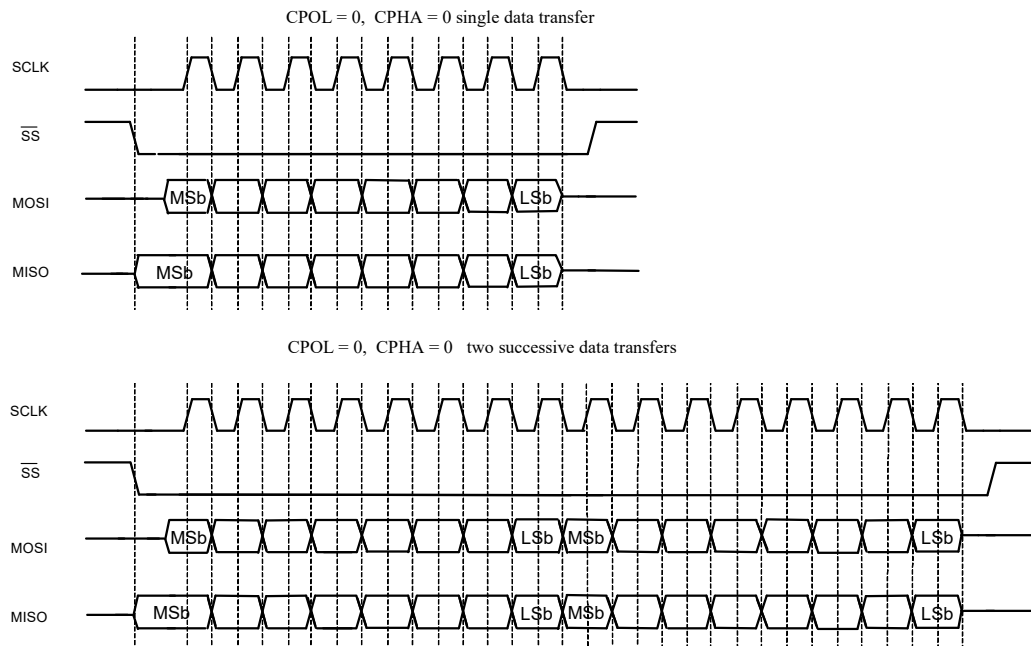 CPOL = 0, CPHA = 0 single data transfer
SCLK
SS
MOSI MSb LSb
MISO MSb LSb
CPOL = 0, CPHA = 0 two successive data transfers
SCLK
SS
MOSI MSb LSb MSb LSb
MISO MSb LSb MSb LSb